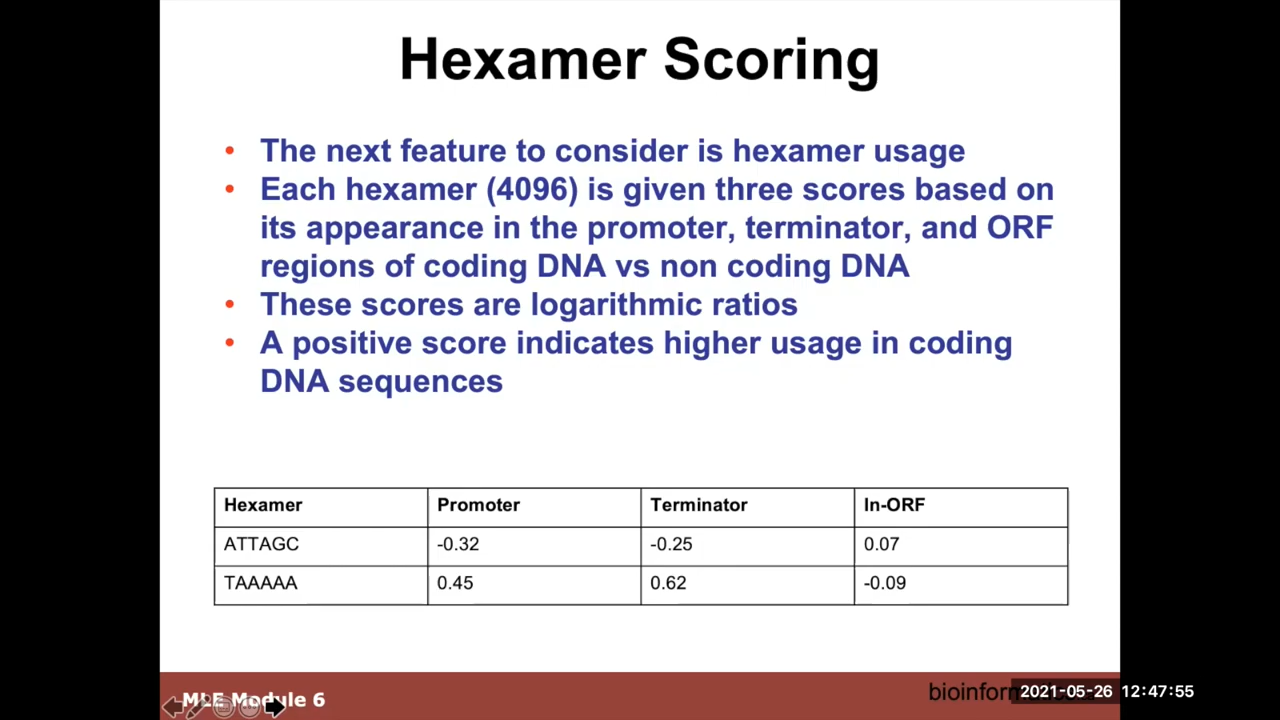 Hexamer Scoring
• The next feature to consider is hexamer usage
• Each hexamer (4096) is given three scores based on
its appearance in the promoter, terminator, and ORF
regions of coding DNA vs non coding DNA
• These scores are logarithmic ratios
• A positive score indicates higher usage in coding
DNA sequences
Hexamer Promoter Terminator In-ORF
ATTAGC -0.32 -0.25 0.07
TAAAAA 0.45 0.62 -0.09
MLE Module 6
2021-05-26 12:47:55